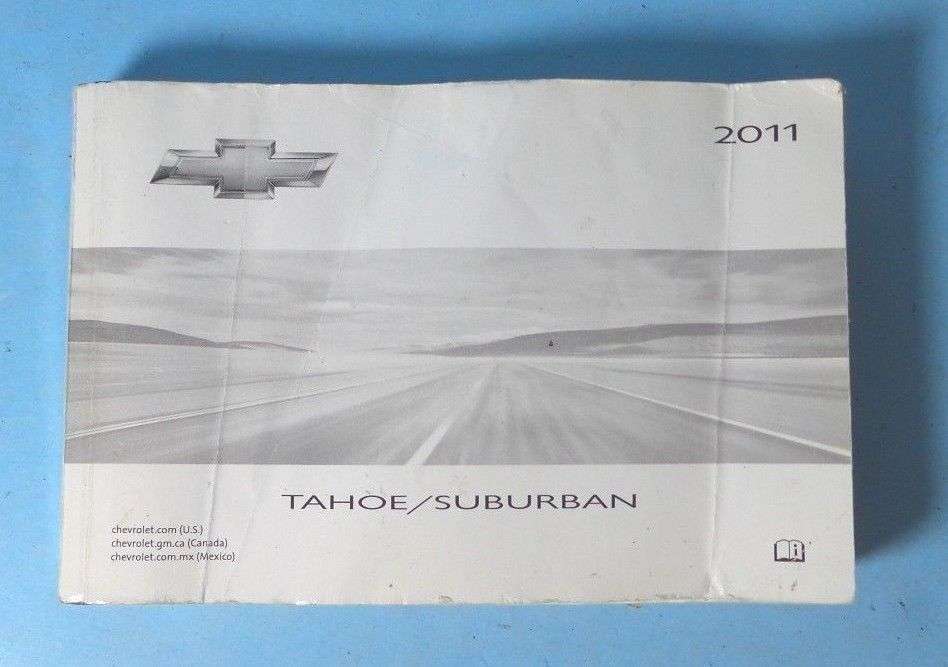 2011
TAHOE/SUBURBAN
chevrolet.com (U.S.)
chevrolet.gm.ca (Canada)
chevrolet.com.mx (Mexico)
i